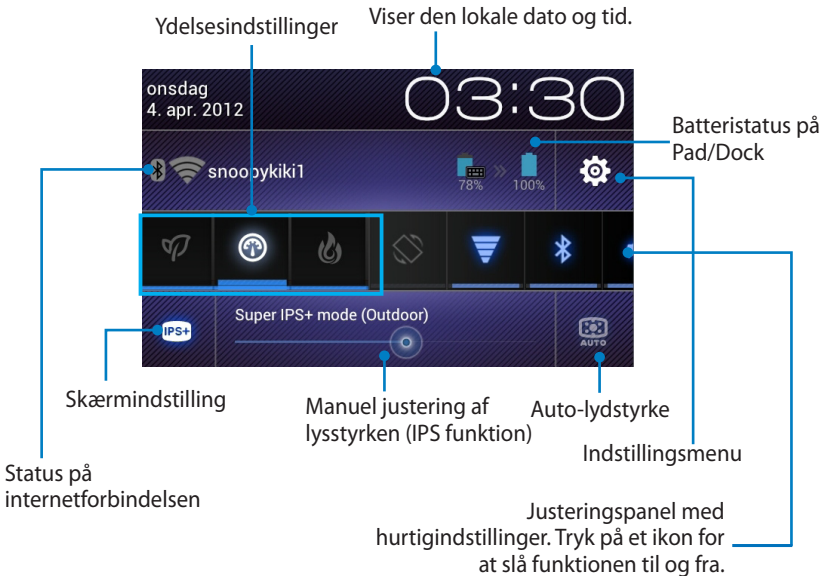 Ydelsesindstillinger
Viser den lokale dato og tid.
onsdag
4. apr. 2012
03:30
Batteristatus på
Pad/Dock
snoopykiki1
78%
100%
IPS+
Super IPS+ mode (Outdoor)
AUTO
Skærmindstilling
Manuel justering af
lysstyrken (IPS funktion)
Auto-lydstyrke
Indstillingsmenu
Status på
internetforbindelsen
Justeringspanel med
hurtigindstillinger. Tryk på et ikon for
at slå funktionen til og fra.